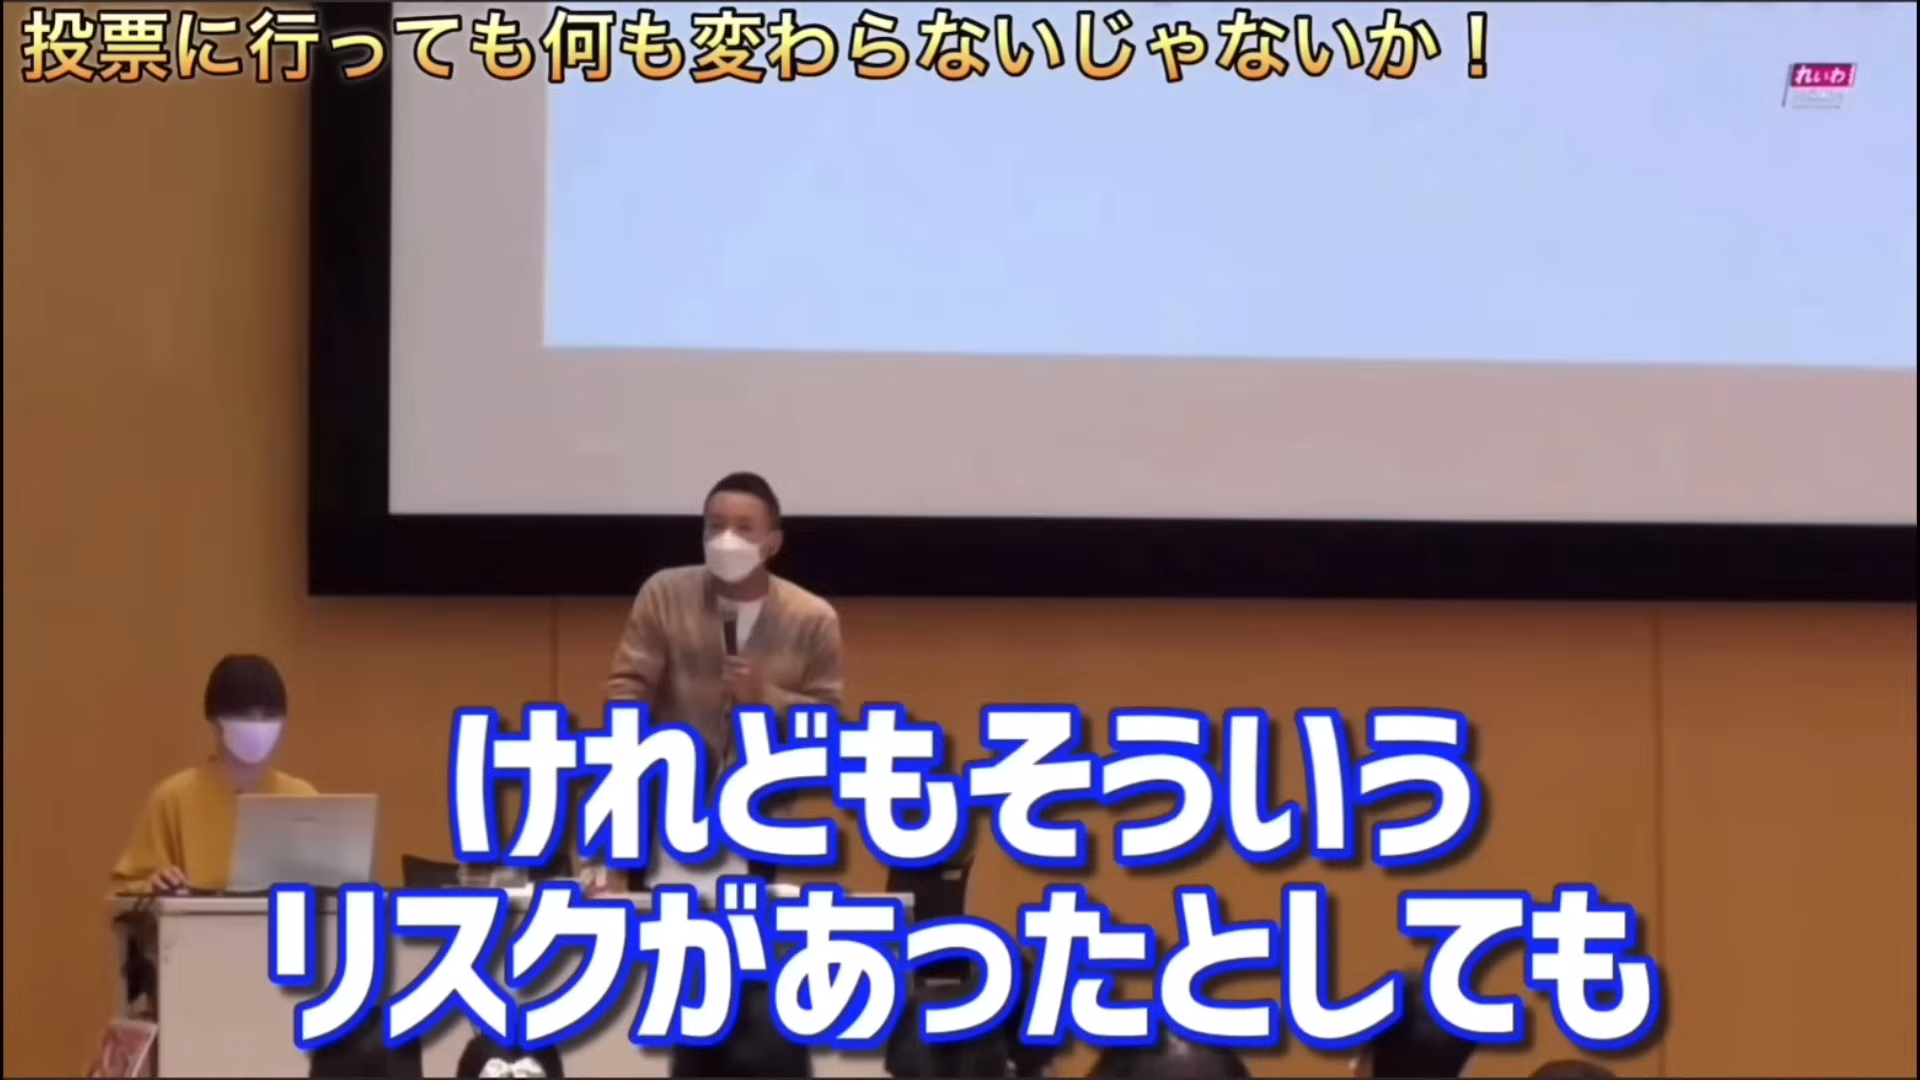 投票に行っても何も変わらないじゃないか！
れいわ
けれどもそういう
リスクがあったとしても